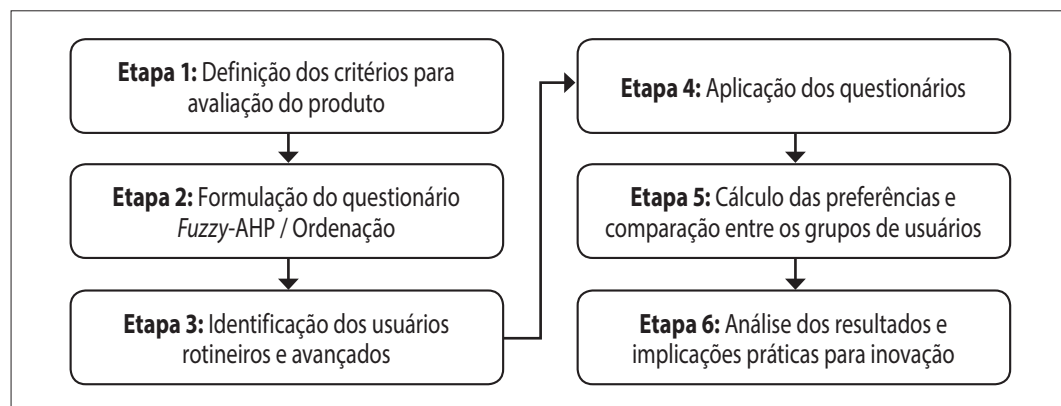 Etapa 1: Definição dos critérios para
avaliação do produto
Etapa 2: Formulação do questionário
Fuzzy-AHP / Ordenação
Etapa 3: Identificação dos usuários
rotineiros e avançados
Etapa 4: Aplicação dos questionários
Etapa 5: Cálculo das preferências e
comparação entre os grupos de usuários
Etapa 6: Análise dos resultados e
implicações práticas para inovação